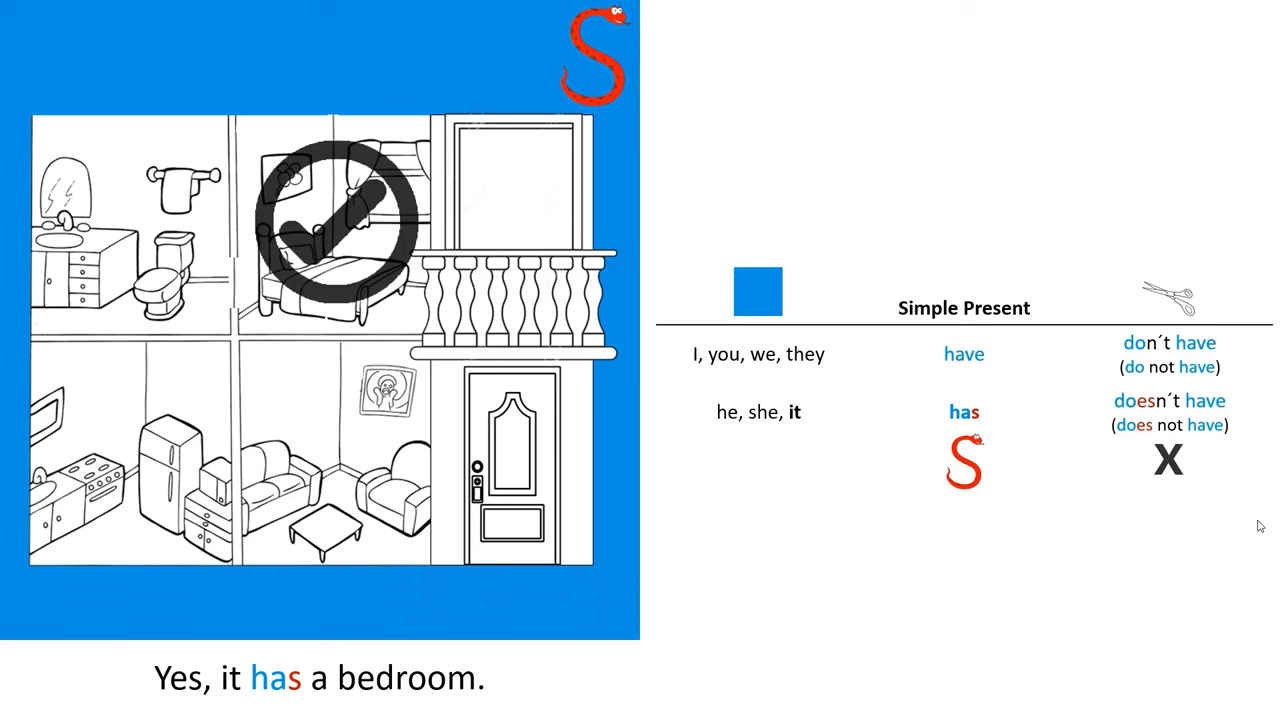 Yes, it has a bedroom.
Simple Present
I, you, we, they have don´t have
(do not have)
he, she, it has doesn´t have
(does not have)
X